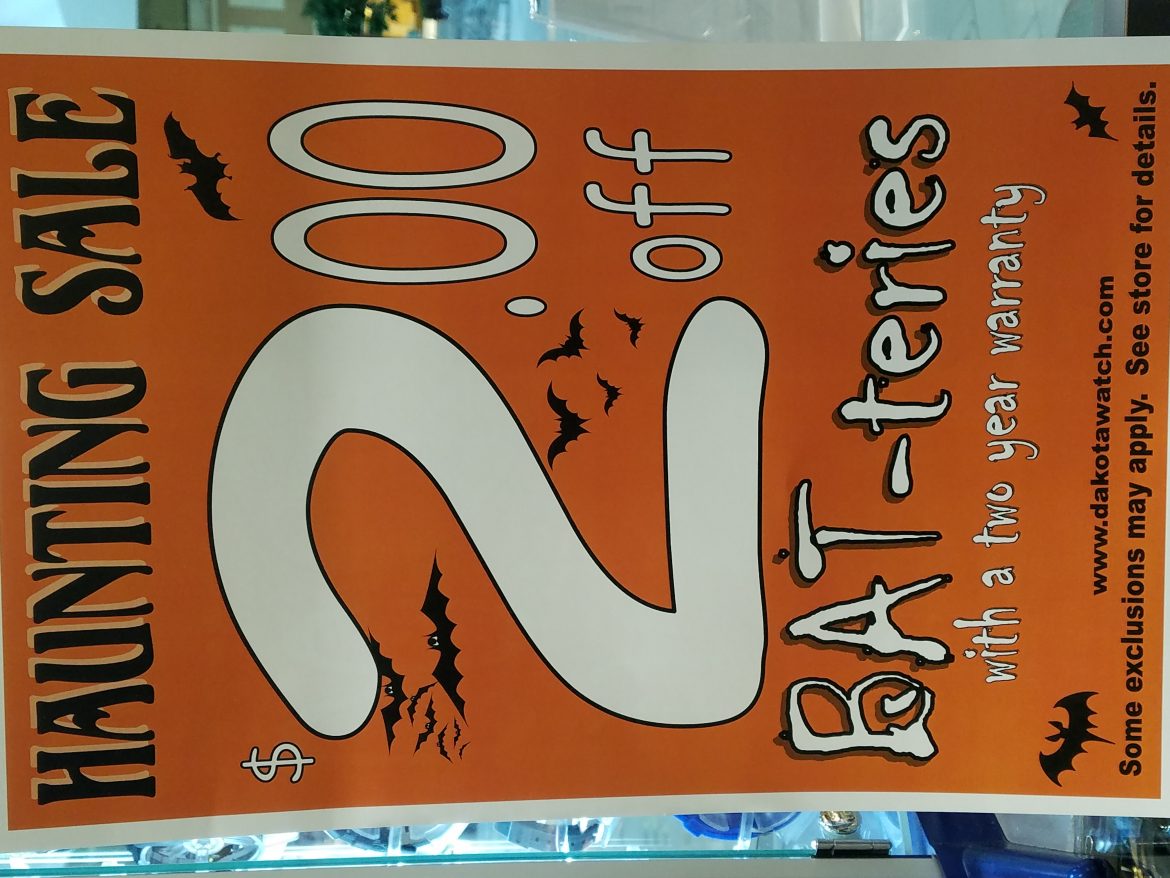 HAUNTING SALE
$2.00
off
BAT-teries
with a two year warranty
www.dakotawatch.com
Some exclusions may apply. See store for details.